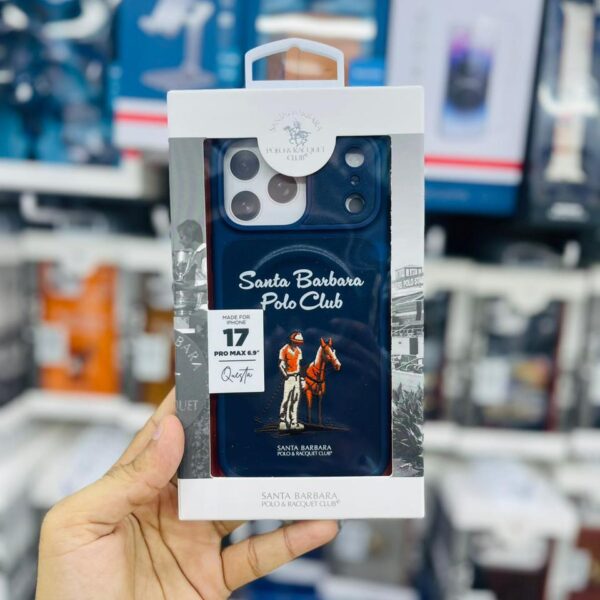 SANTA BARBARA
POLO & RACQUET
CLUB®
Santa Barbara
Polo Club
MADE FOR
IPHONE
17
PRO MAX 6.9"
Questa
SANTA BARBARA
POLO & RACQUET CLUB®
SANTA BARBARA
POLO & RACQUET CLUB®